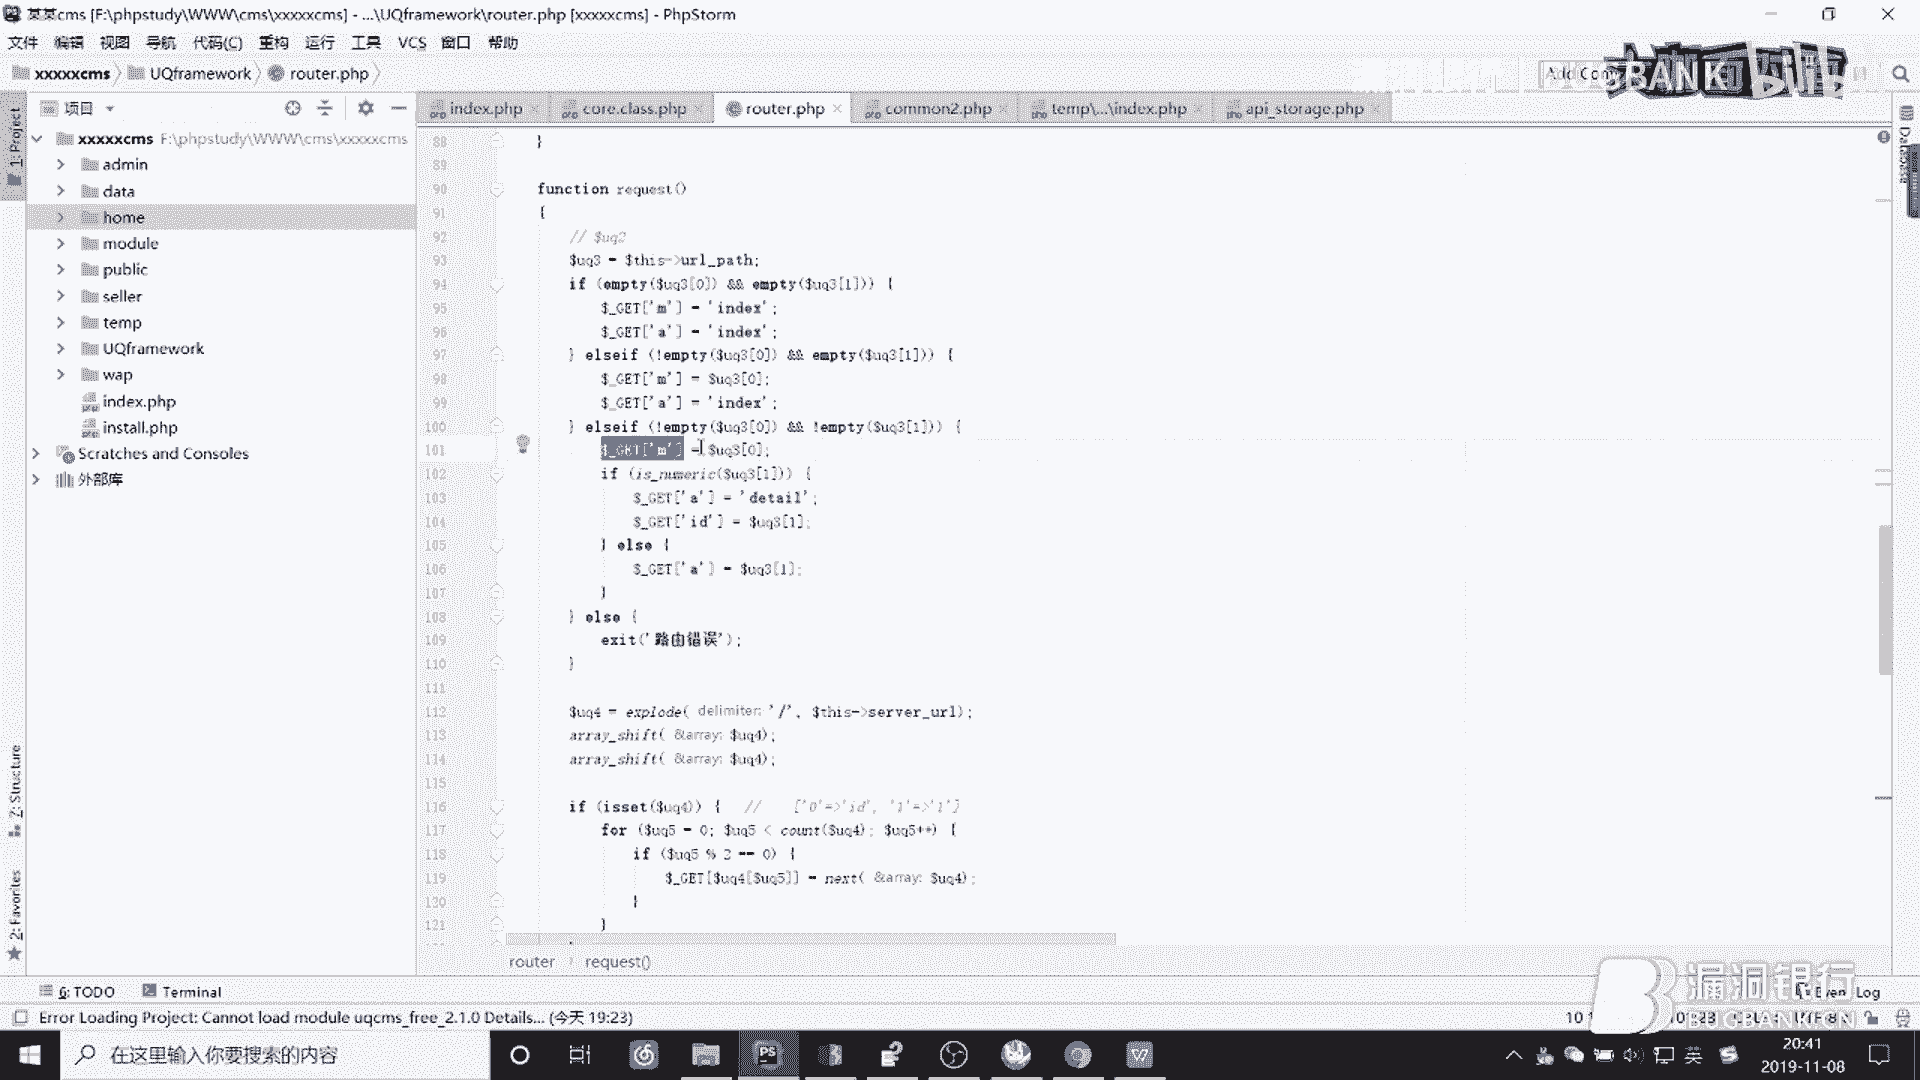 某某cms [F:\phpstudy\WWW\cms\xxxxxcms] - ...\UQframework\router.php [xxxxxcms] - PhpStorm
文件 编辑 视图 导航 代码(C) 重构 运行 工具 VCS 窗口 帮助
xxxxxcms UQframework router.php
BUGBANK bili
项目
index.php core.class.php router.php common2.php temp\...\index.php api_storage.php
1: Project
Database
xxxxxcms F:\phpstudy\WWW\cms\xxxxxcms
admin
data
home
module
public
seller
temp
UQframework
wap
index.php
install.php
Scratches and Consoles
外部库
88 }
89
90 function request()
91 {
92 // $uq2
93 $uq3 = $this->url_path;
94 if (empty($uq3[0]) && empty($uq3[1])) {
95 $_GET['m'] = 'index';
96 $_GET['a'] = 'index';
97 } elseif (!empty($uq3[0]) && empty($uq3[1])) {
98 $_GET['m'] = $uq3[0];
99 $_GET['a'] = 'index';
100 } elseif (!empty($uq3[0]) && !empty($uq3[1])) {
101 $_GET['m'] = $uq3[0];
102 if (is_numeric($uq3[1])) {
103 $_GET['a'] = 'detail';
104 $_GET['id'] = $uq3[1];
105 } else {
106 $_GET['a'] = $uq3[1];
107 }
108 } else {
109 exit('路由错误');
110 }
111
112 $uq4 = explode( delimiter: '/', $this->server_url);
113 array_shift( &array: $uq4);
114 array_shift( &array: $uq4);
115
116 if (isset($uq4)) { // ['0'=>'id', '1'=>'1']
117 for ($uq5 = 0; $uq5 < count($uq4); $uq5++) {
118 if ($uq5 % 2 == 0) {
119 $_GET[$uq4[$uq5]] = next( &array: $uq4);
120 }
121 }
router request()
Z: Structure
2: Favorites
6: TODO Terminal
Log
漏洞银行
BUGBANK.CN
Error Loading Project: Cannot load module uqcms_free_2.1.0 Details... (今天 19:23)
在这里输入你要搜索的内容
英
20:41
2019-11-08